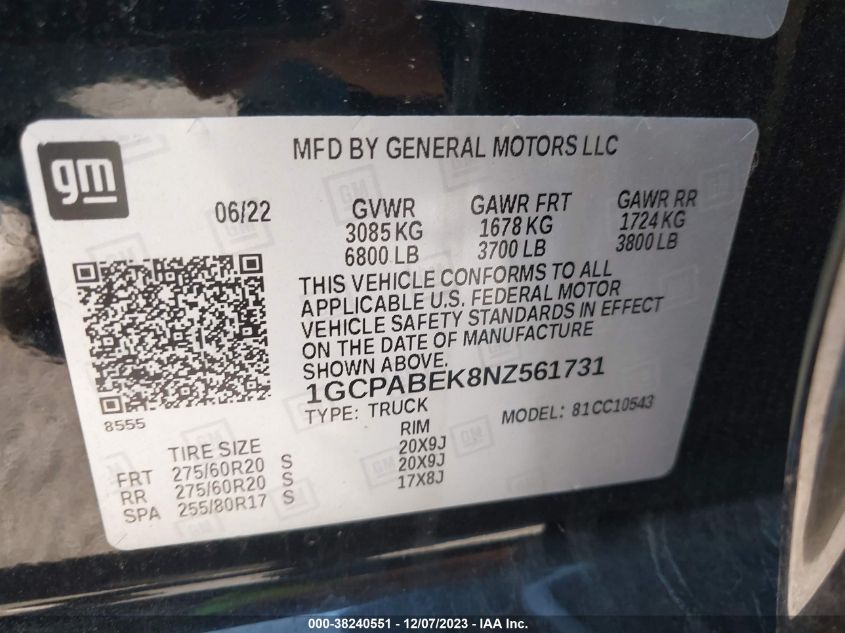 gm
MFD BY GENERAL MOTORS LLC
06/22 GVWR GAWR FRT GAWR RR
3085 KG 1678 KG 1724 KG
6800 LB 3700 LB 3800 LB
THIS VEHICLE CONFORMS TO ALL
APPLICABLE U.S. FEDERAL MOTOR
VEHICLE SAFETY STANDARDS IN EFFECT
ON THE DATE OF MANUFACTURE
SHOWN ABOVE.
1GCPABEK8NZ561731
8555
TYPE: TRUCK MODEL: 81CC10543
TIRE SIZE RIM
FRT 275/60R20 S 20X9J
RR 275/60R20 S 20X9J
SPA 255/80R17 S 17X8J
000-38240551 / 12/07/2023 - IAA Inc.